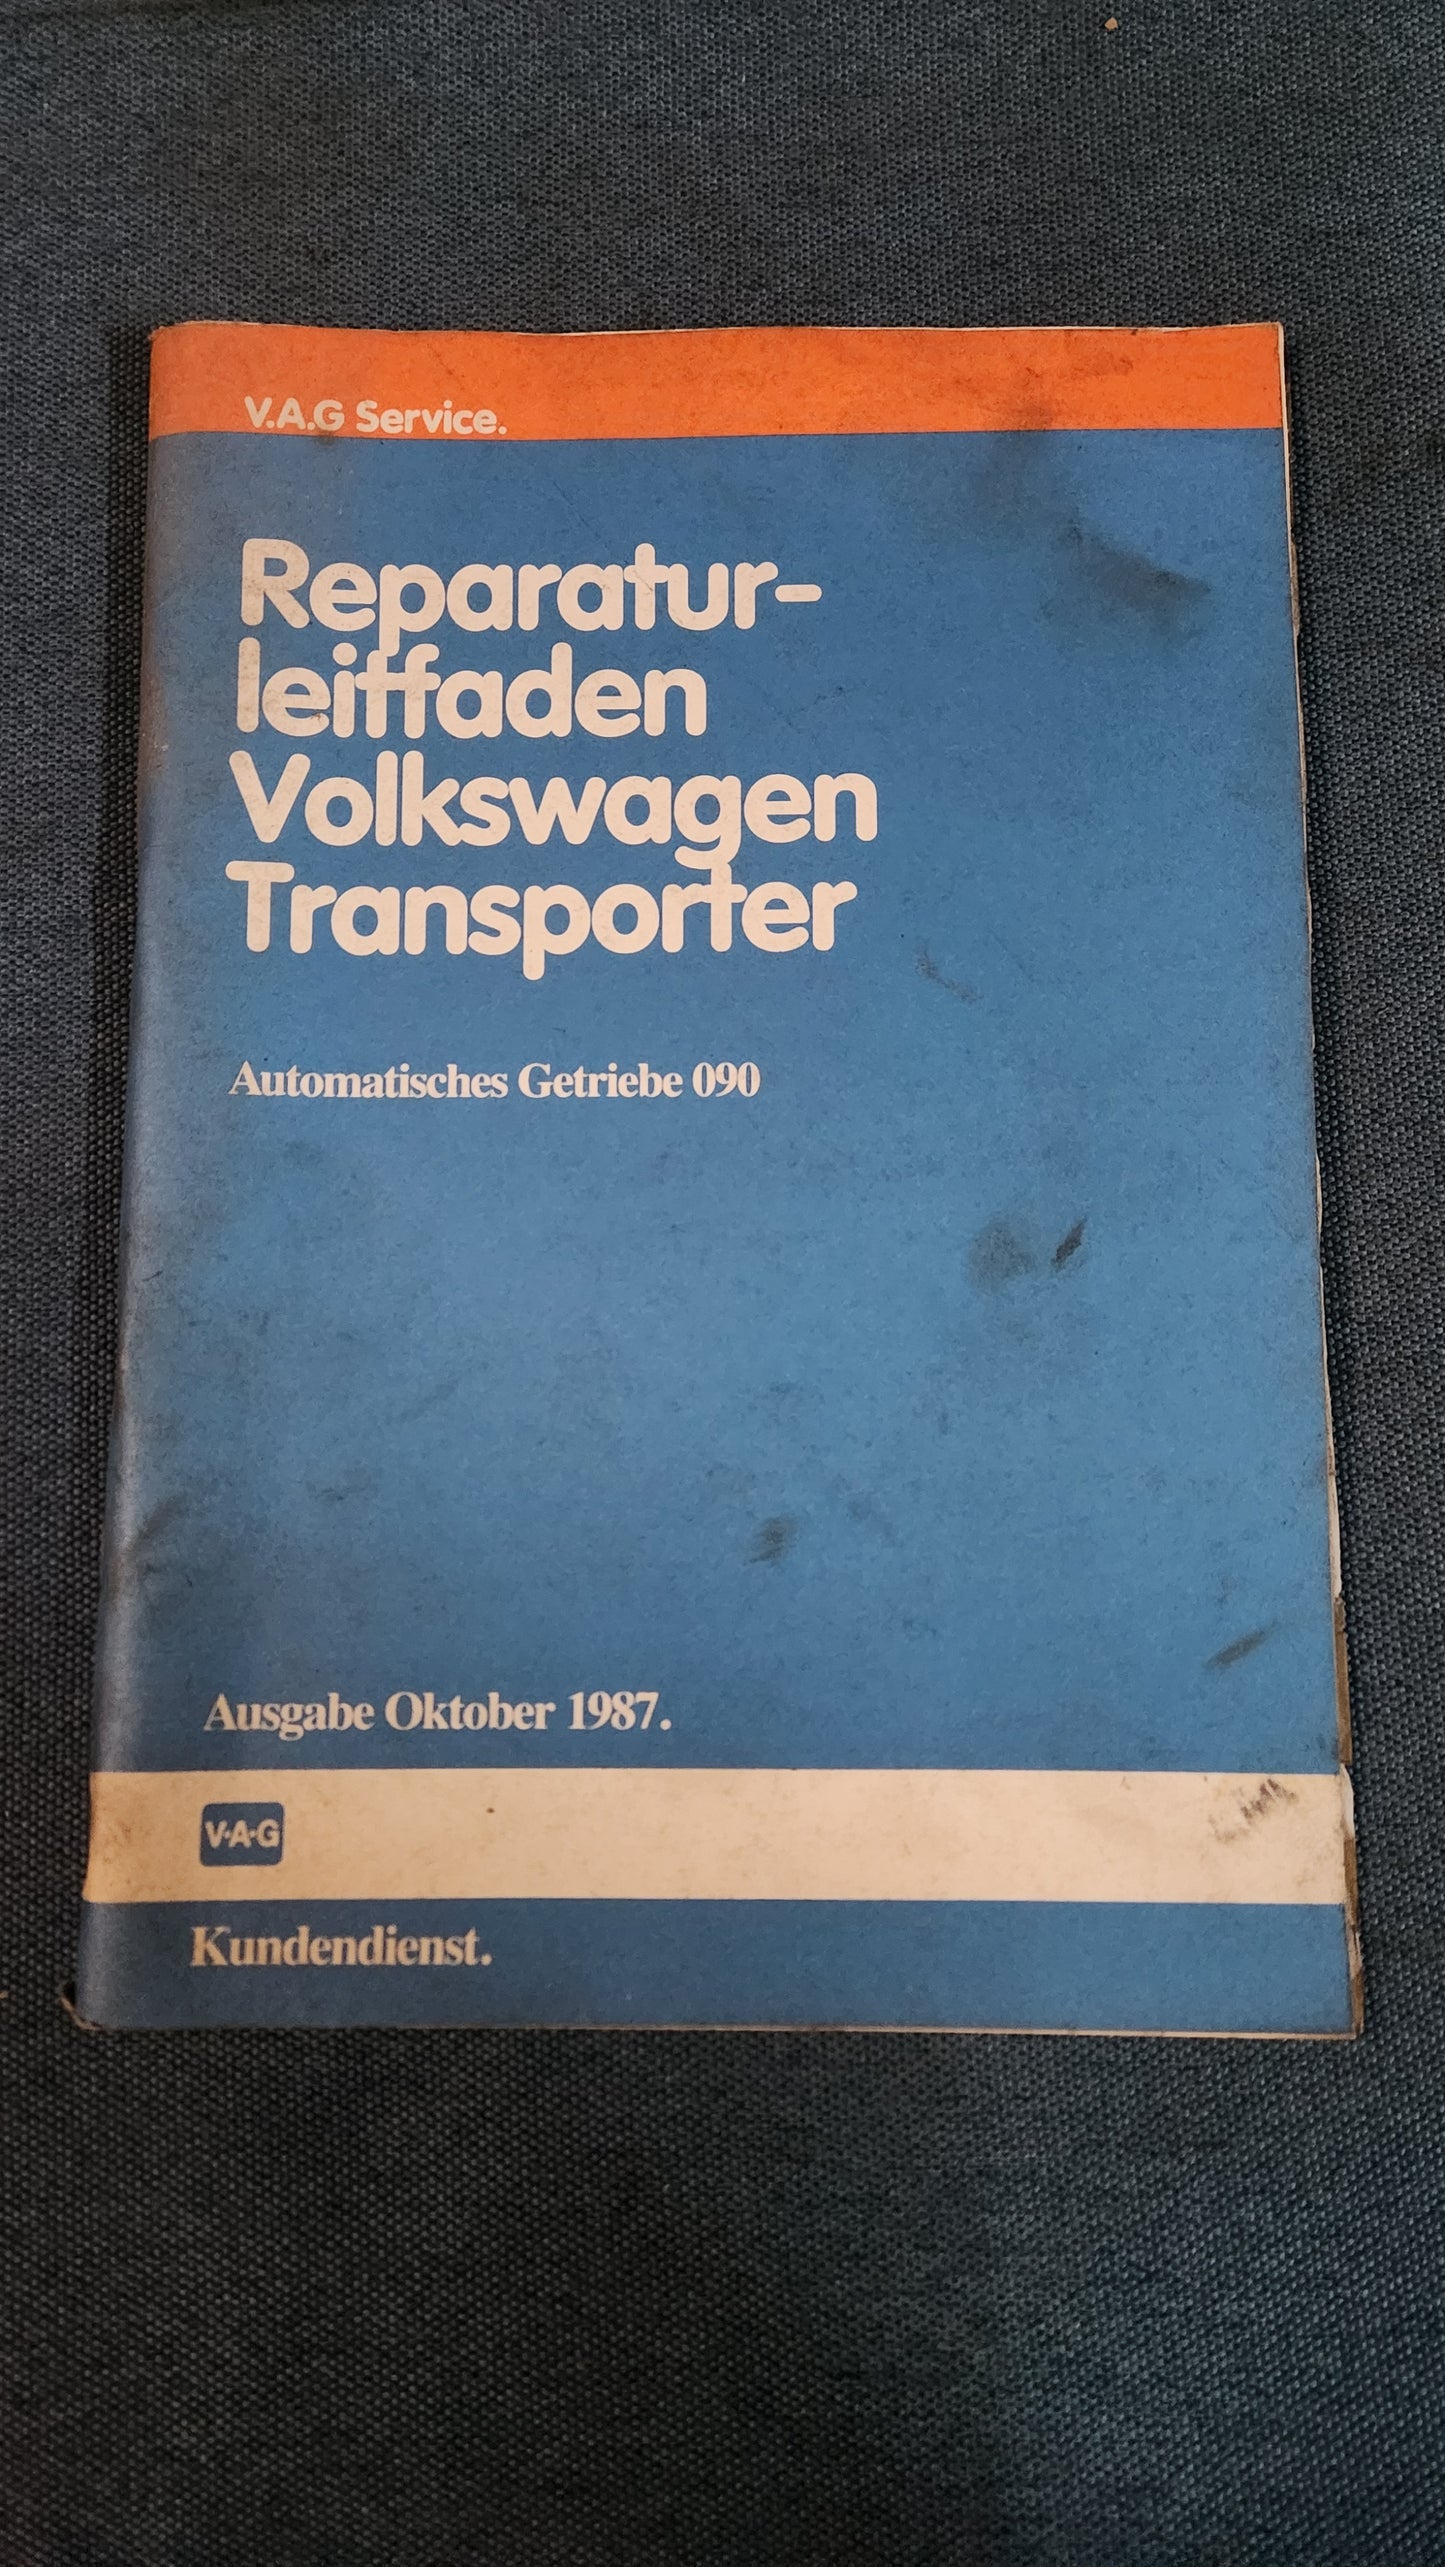 V.A.G Service.
Reparatur-
leitfaden
Volkswagen
Transporter
Automatisches Getriebe 090
Ausgabe Oktober 1987.
V·A·G
Kundendienst.